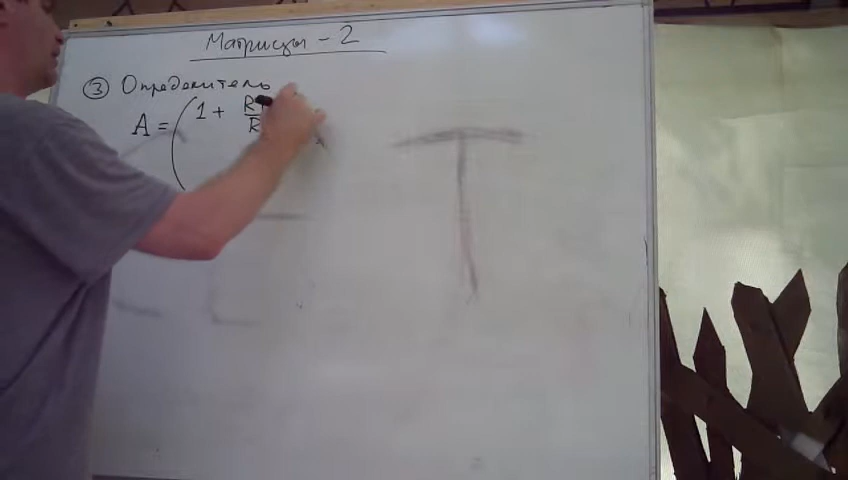 Матрицы - 2
③ Определитель
A = ( 1 + R
R